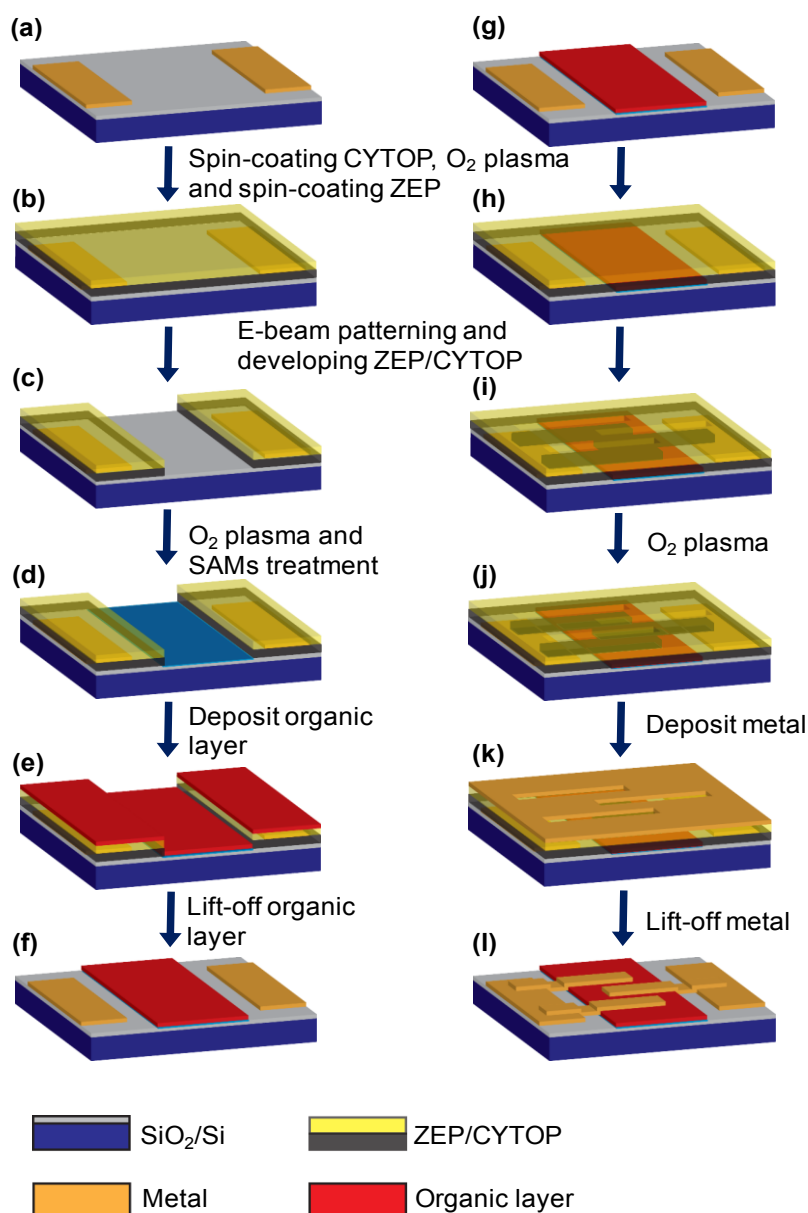 (a)
Spin-coating CYTOP, O₂ plasma
and spin-coating ZEP
(b)
E-beam patterning and
developing ZEP/CYTOP
(c)
O₂ plasma and
SAMs treatment
(d)
Deposit organic
layer
(e)
Lift-off organic
layer
(f)
(g)
(h)
(i)
O₂ plasma
(j)
Deposit metal
(k)
Lift-off metal
(l)
SiO₂/Si
ZEP/CYTOP
Metal
Organic layer